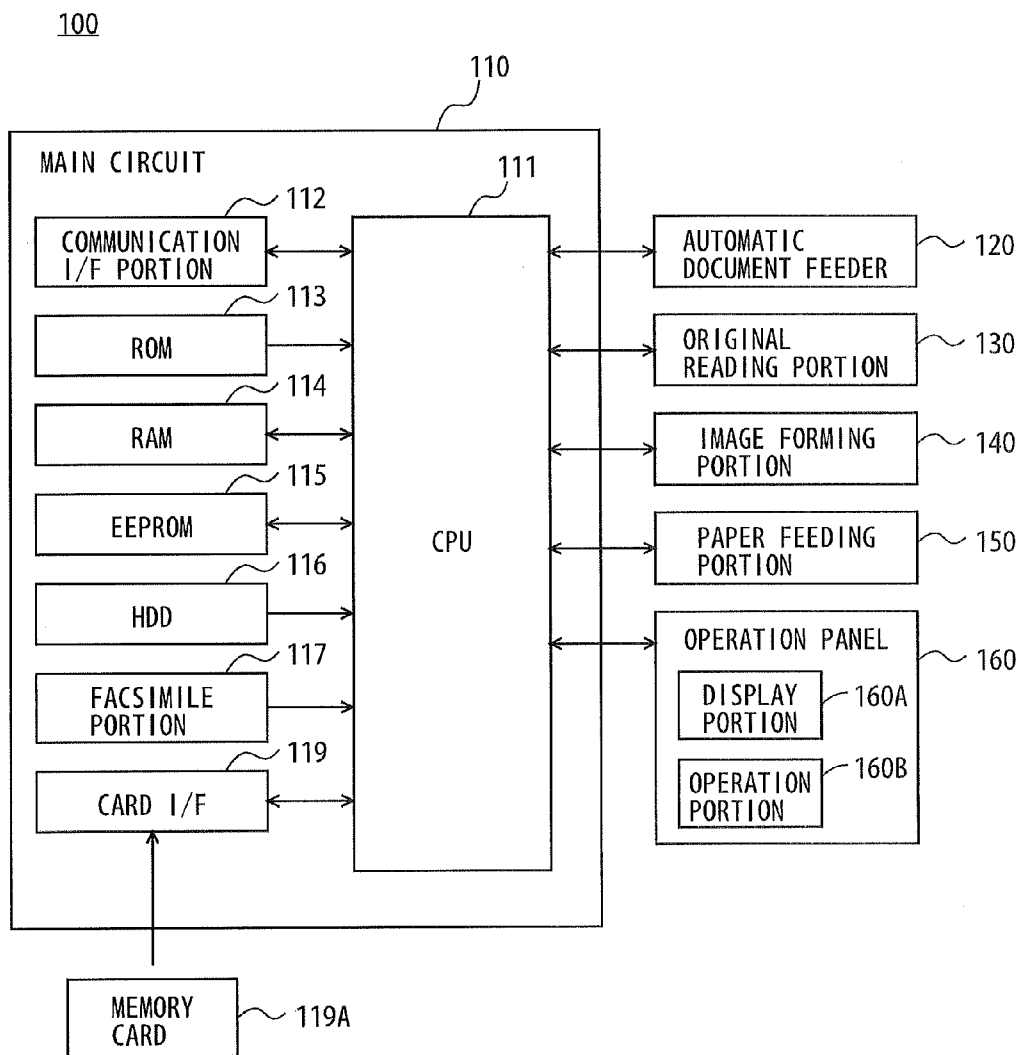 100
110
MAIN CIRCUIT
111
112
COMMUNICATION
I/F PORTION
113
ROM
114
RAM
115
EEPROM
116
HDD
117
FACSIMILE
PORTION
119
CARD I/F
CPU
AUTOMATIC
DOCUMENT FEEDER
120
ORIGINAL
READING PORTION
130
IMAGE FORMING
PORTION
140
PAPER FEEDING
PORTION
150
OPERATION PANEL
160
DISPLAY
PORTION
160A
OPERATION
PORTION
160B
MEMORY
CARD
119A